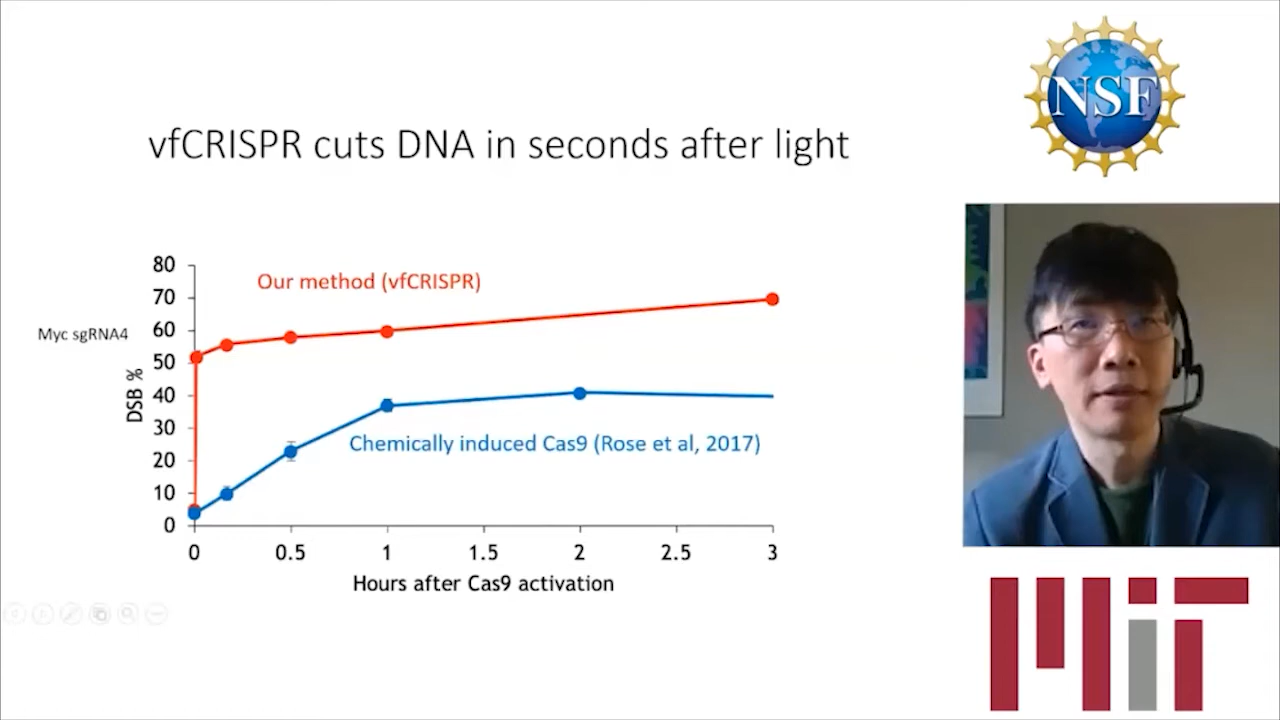 vfCRISPR cuts DNA in seconds after light
NSF
Our method (vfCRISPR)
Myc sgRNA4
DSB %
80
70
60
50
40
30
20
10
0
Chemically induced Cas9 (Rose et al, 2017)
0 0.5 1 1.5 2 2.5 3
Hours after Cas9 activation
MIT